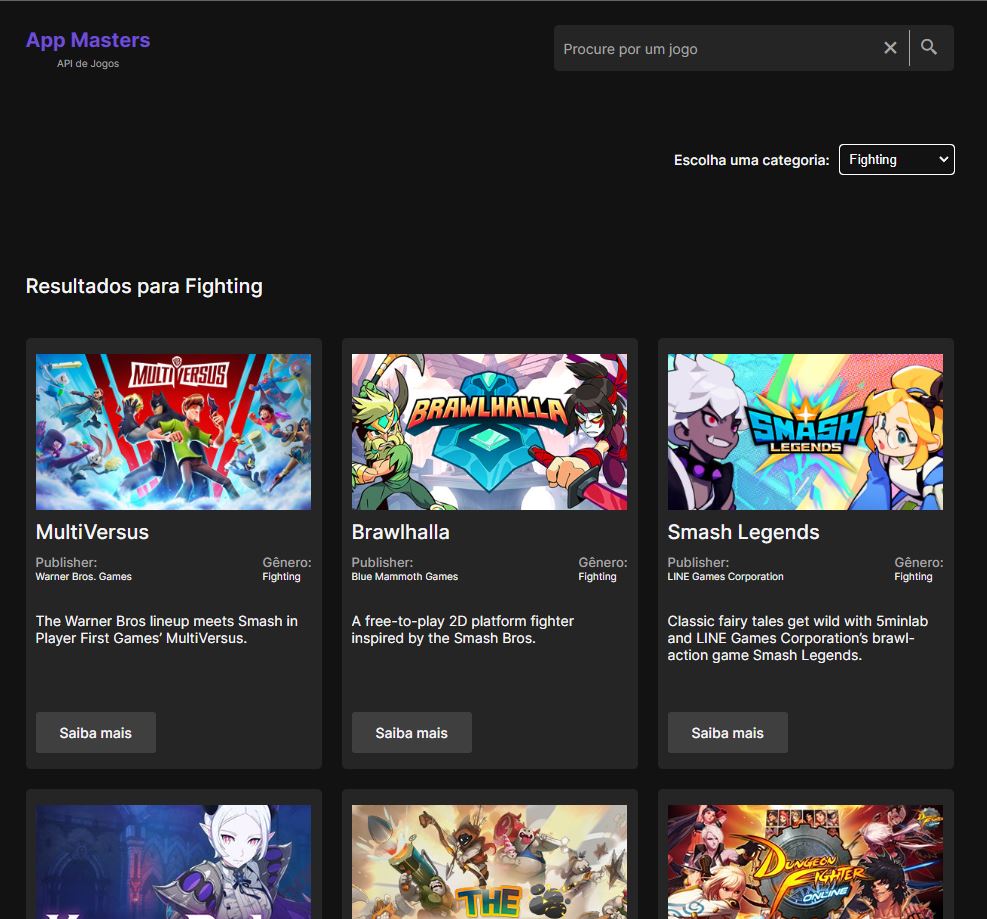 App Masters
API de Jogos
Procure por um jogo
Escolha uma categoria: Fighting
Resultados para Fighting
MULTIVERSUS
BRAWLHALLA
SMASH
LEGENDS
MultiVersus
Brawlhalla
Smash Legends
Publisher: Gênero:
Warner Bros. Games Fighting
Publisher: Gênero:
Blue Mammoth Games Fighting
Publisher: Gênero:
LINE Games Corporation Fighting
The Warner Bros lineup meets Smash in
Player First Games’ MultiVersus.
A free-to-play 2D platform fighter
inspired by the Smash Bros.
Classic fairy tales get wild with 5minlab
and LINE Games Corporation’s brawl-
action game Smash Legends.
Saiba mais
Saiba mais
Saiba mais
THE
DUNGEON
FIGHTER
ONLINE